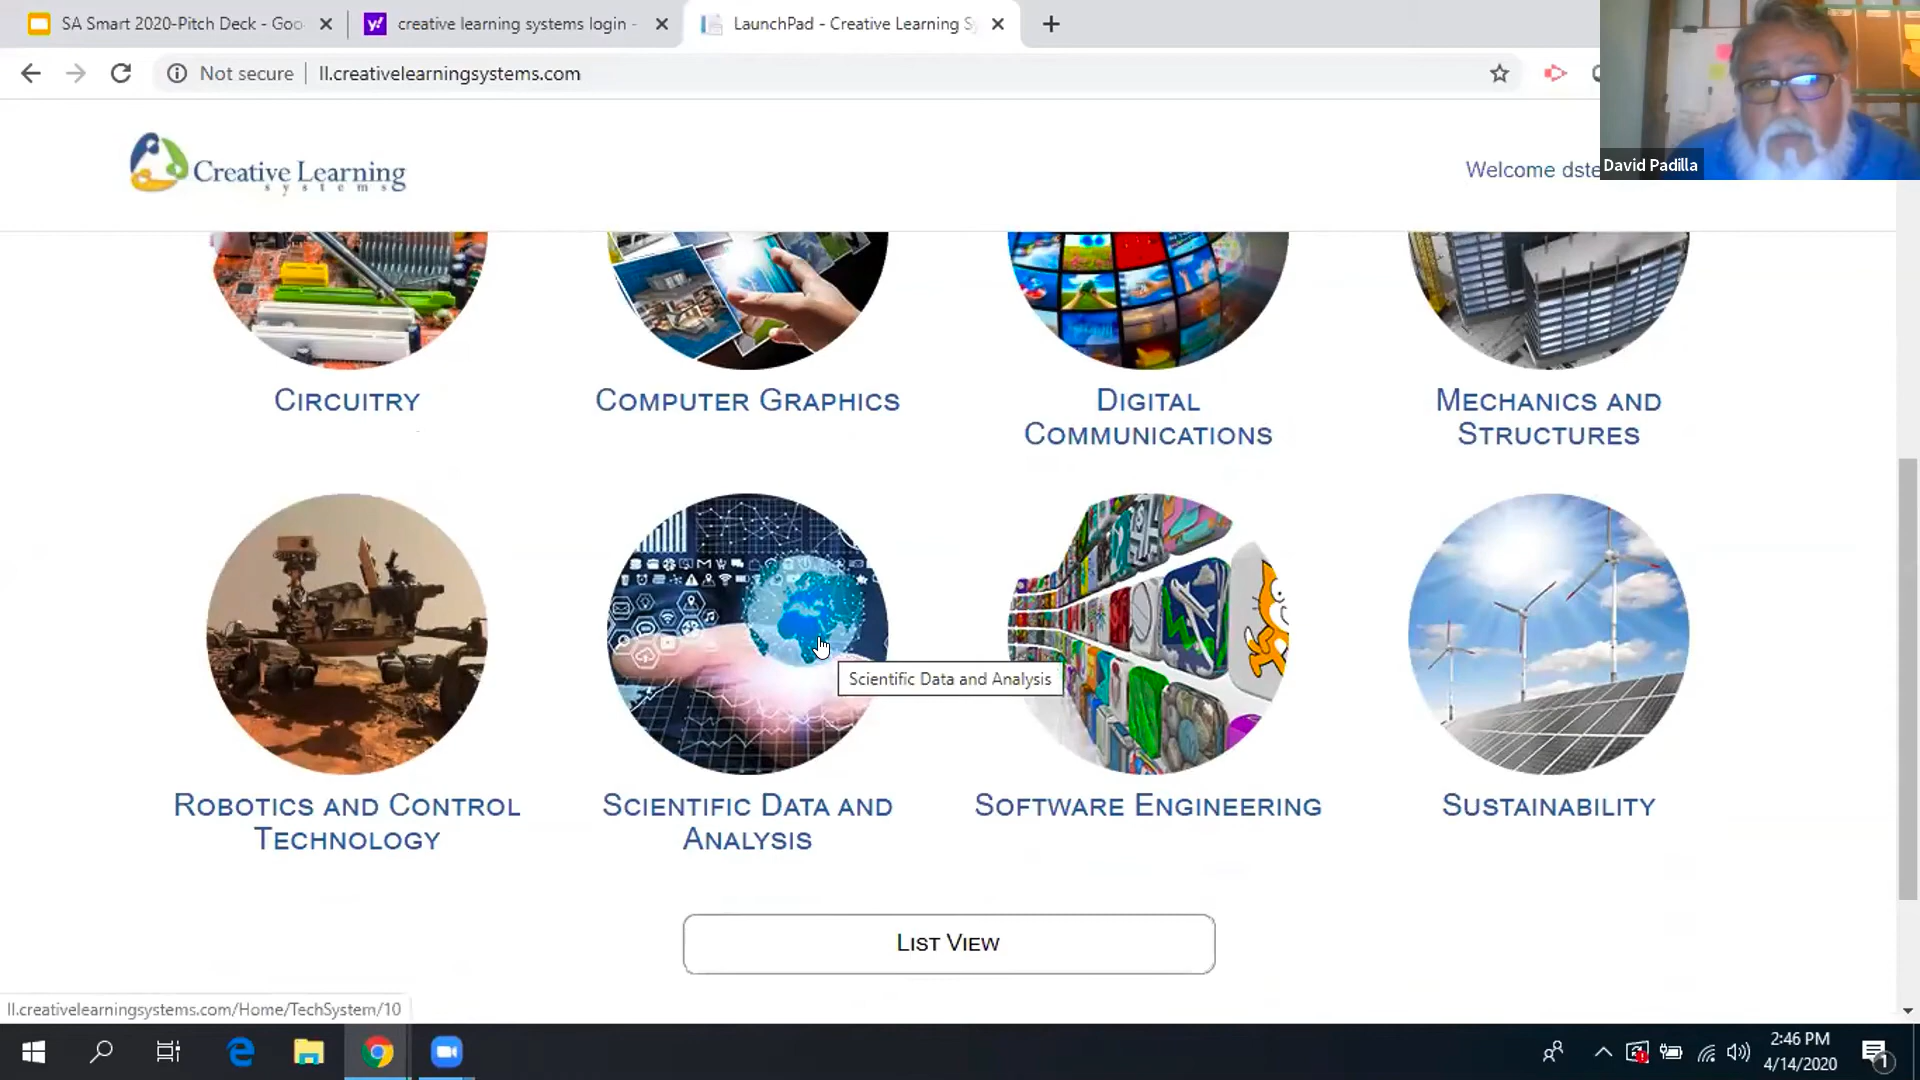 SA Smart 2020-Pitch Deck - Goo
creative learning systems login -
LaunchPad - Creative Learning Sy
Not secure
ll.creativelearningsystems.com
Creative Learning
systems
Welcome dste
David Padilla
CIRCUITRY
COMPUTER GRAPHICS
DIGITAL
COMMUNICATIONS
MECHANICS AND
STRUCTURES
Scientific Data and Analysis
ROBOTICS AND CONTROL
TECHNOLOGY
SCIENTIFIC DATA AND
ANALYSIS
SOFTWARE ENGINEERING
SUSTAINABILITY
LIST VIEW
ll.creativelearningsystems.com/Home/TechSystem/10
2:46 PM
4/14/2020
1